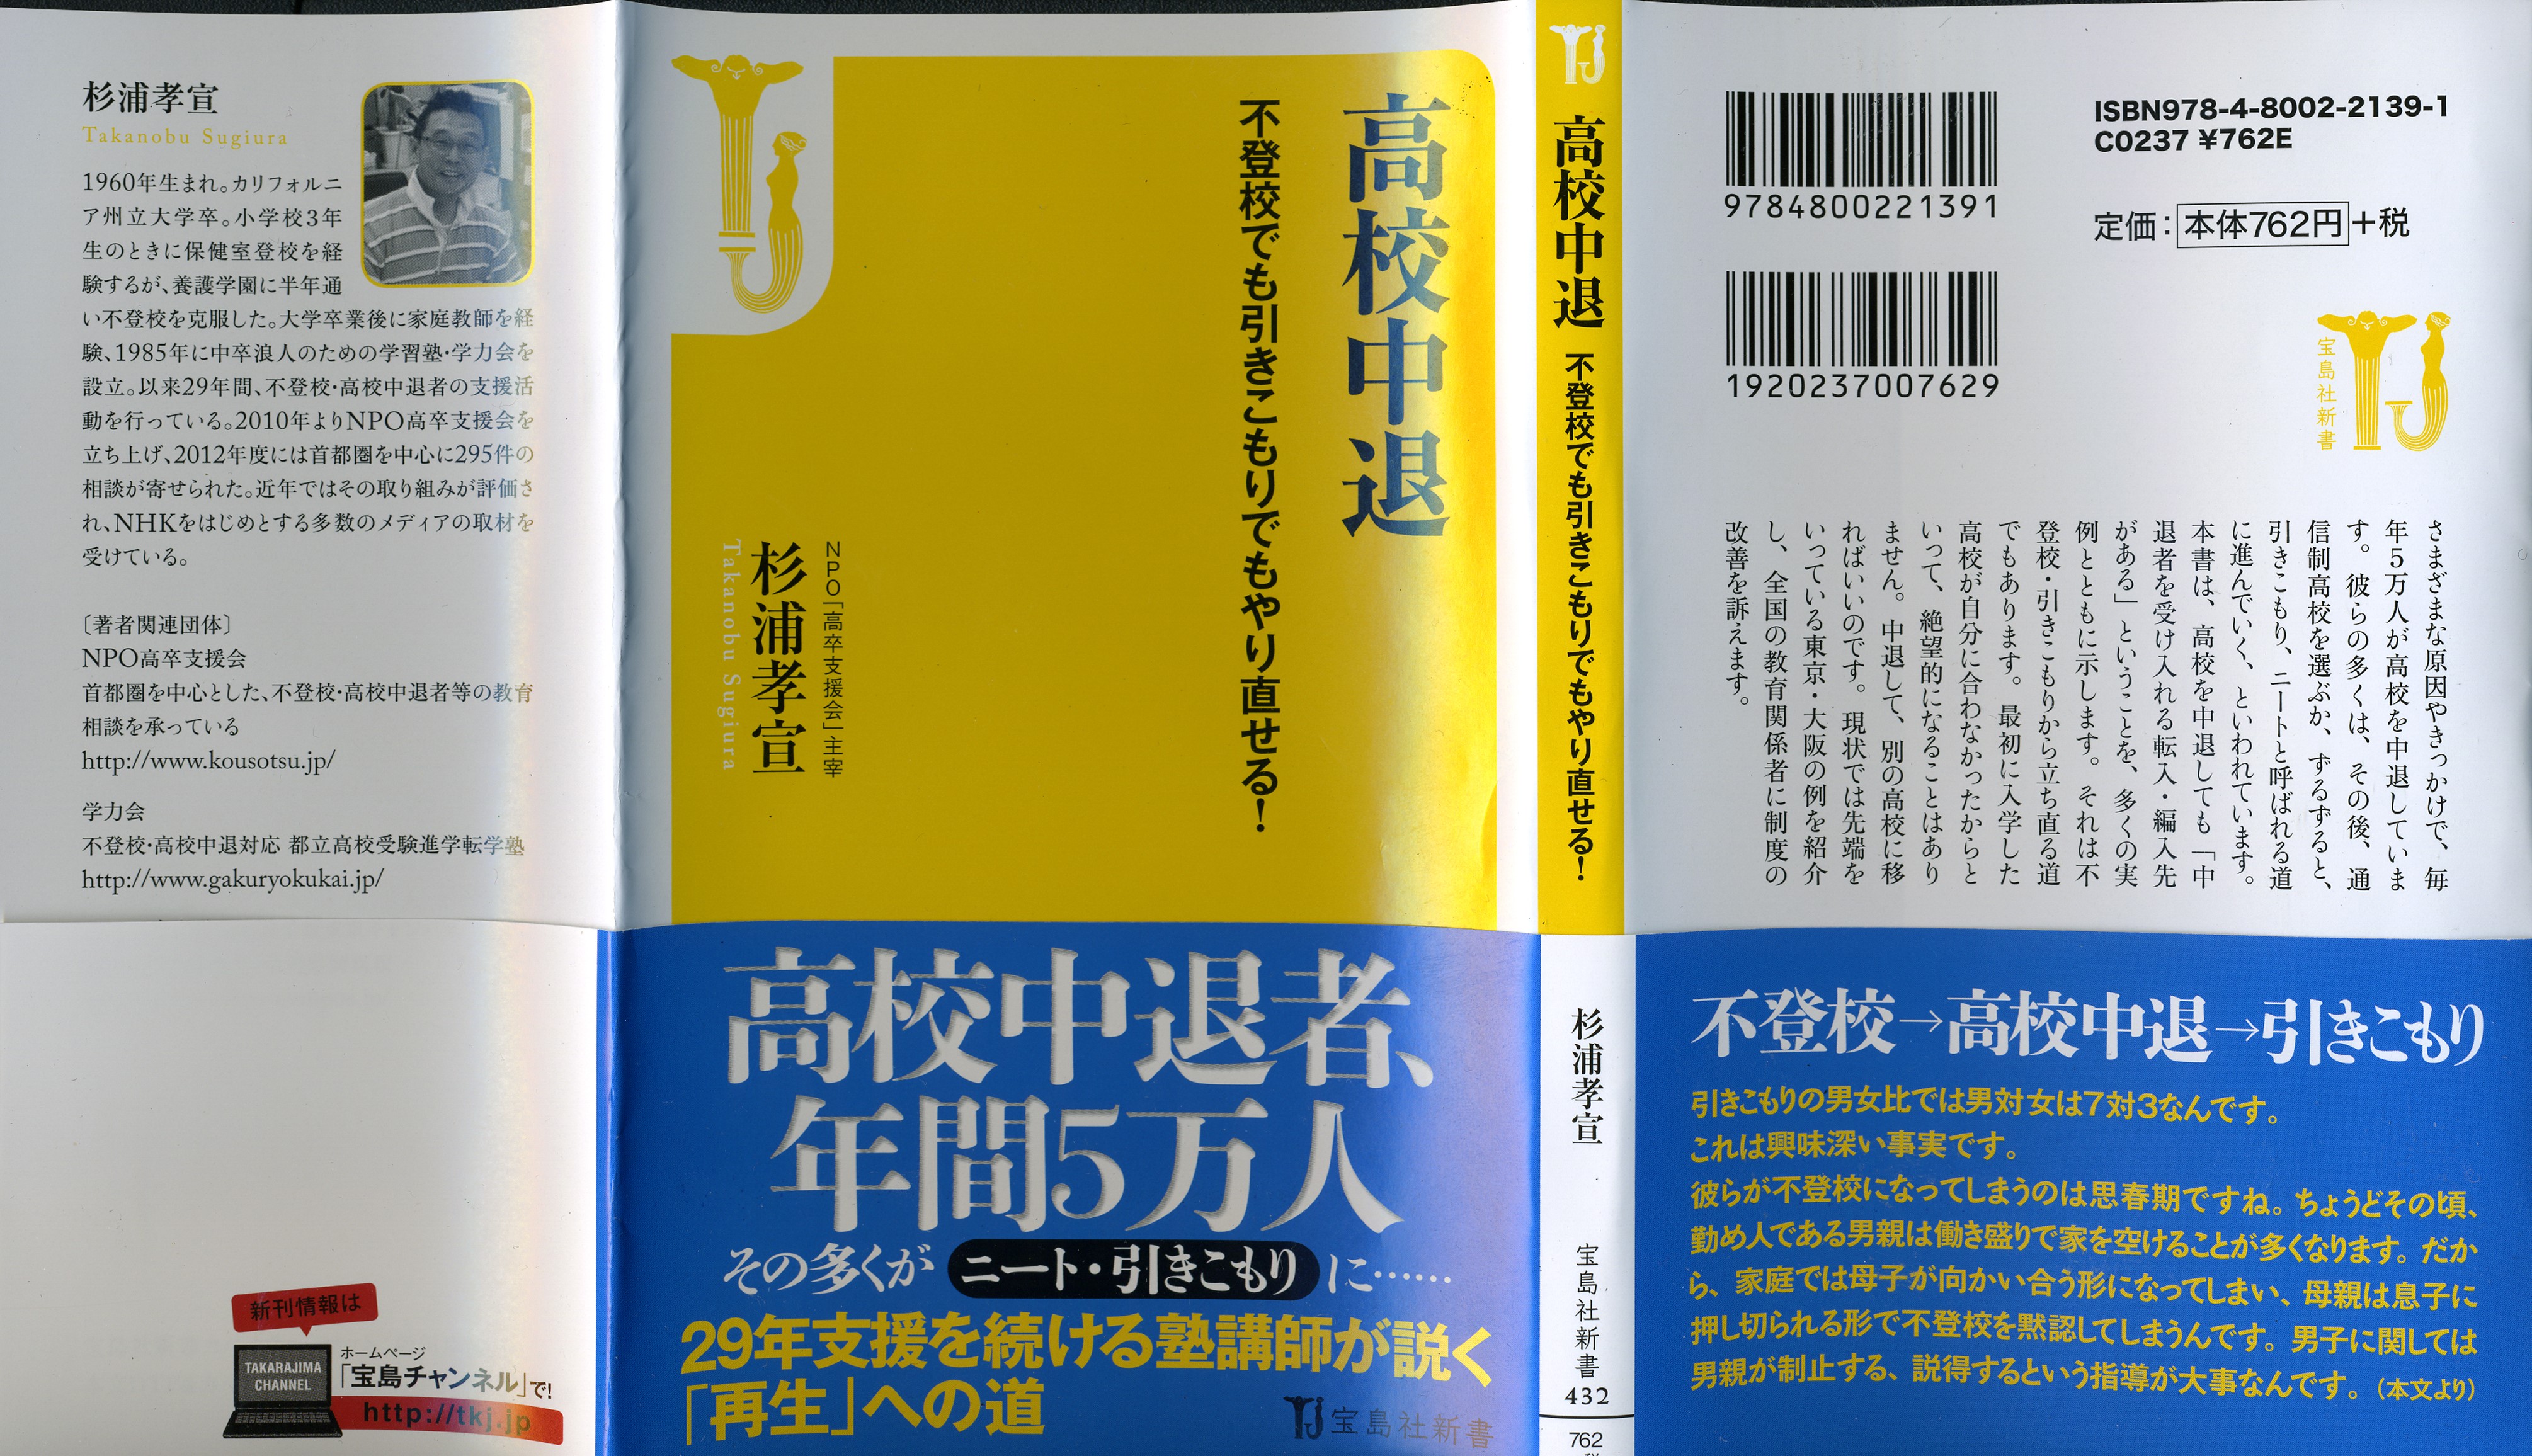 杉浦孝宣
Takanobu Sugiura
1960年生まれ。カリフォルニ
ア州立大学卒。小学校3年
生のときに保健室登校を経
験するが、養護学園に半年通
い不登校を克服した。大学卒業後に家庭教師を経
験、1985年に中卒浪人のための学習塾・学力会を
設立。以来29年間、不登校・高校中退者の支援活
動を行っている。2010年よりNPO高卒支援会を
立ち上げ、2012年度には首都圏を中心に295件の
相談が寄せられた。近年ではその取り組みが評価さ
れ、NHKをはじめとする多数のメディアの取材を
受けている。
〔著者関連団体〕
NPO高卒支援会
首都圏を中心とした、不登校・高校中退者等の教育
相談を承っている
http://www.kousotsu.jp/
学力会
不登校・高校中退対応 都立高校受験進学転学塾
http://www.gakuryokukai.jp/
新刊情報は
TAKARAJIMA
CHANNEL
ホームページ
「宝島チャンネル」で!
http://tkj.jp
TJ
高校中退
不登校でも引きこもりでもやり直せる!
NPO「高卒支援会」主宰
杉浦孝宣
Takanobu Sugiura
高校中退者、
年間5万人
その多くがニート・引きこもりに……
29年支援を続ける塾講師が説く
「再生」への道
TJ宝島社新書
TJ
高校中退 不登校でも引きこもりでもやり直せる!
杉浦孝宣
宝島社新書
432
762
ISBN978-4-8002-2139-1
C0237 ¥762E
9784800221391
定価:本体762円+税
1920237007629
TJ
宝島社新書
さまざまな原因やきっかけで、毎
年5万人が高校を中退していま
す。彼らの多くは、その後、通
信制高校を選ぶか、ずるずると、
引きこもり、ニートと呼ばれる道
に進んでいく、といわれています。
本書は、高校を中退しても「中
退者を受け入れる転入・編入先
がある」ということを、多くの実
例とともに示します。それは不
登校・引きこもりから立ち直る道
でもあります。最初に入学した
高校が自分に合わなかったからと
いって、絶望的になることはあり
ません。中退して、別の高校に移
ればいいのです。現状では先端を
いっている東京・大阪の例を紹介
し、全国の教育関係者に制度の
改善を訴えます。
不登校→高校中退→引きこもり
引きこもりの男女比では男対女は7対3なんです。
これは興味深い事実です。
彼らが不登校になってしまうのは思春期ですね。ちょうどその頃、
勤め人である男親は働き盛りで家を空けることが多くなります。だか
ら、家庭では母子が向かい合う形になってしまい、母親は息子に
押し切られる形で不登校を黙認してしまうんです。男子に関しては
男親が制止する、説得するという指導が大事なんです。(本文より)